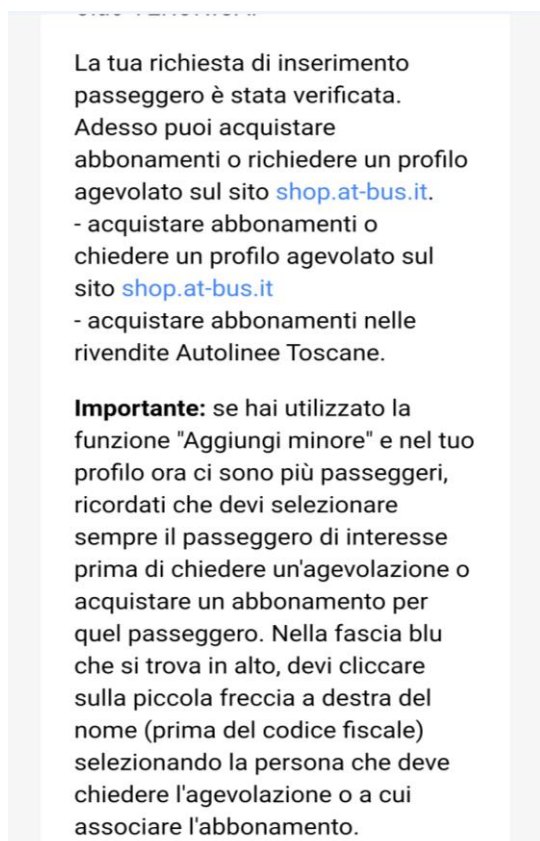 La tua richiesta di inserimento
passeggero è stata verificata.
Adesso puoi acquistare
abbonamenti o richiedere un profilo
agevolato sul sito shop.at-bus.it.
- acquistare abbonamenti o
chiedere un profilo agevolato sul
sito shop.at-bus.it
- acquistare abbonamenti nelle
rivendite Autolinee Toscane.
Importante: se hai utilizzato la
funzione "Aggiungi minore" e nel tuo
profilo ora ci sono più passeggeri,
ricordati che devi selezionare
sempre il passeggero di interesse
prima di chiedere un'agevolazione o
acquistare un abbonamento per
quel passeggero. Nella fascia blu
che si trova in alto, devi cliccare
sulla piccola freccia a destra del
nome (prima del codice fiscale)
selezionando la persona che deve
chiedere l'agevolazione o a cui
associare l'abbonamento.